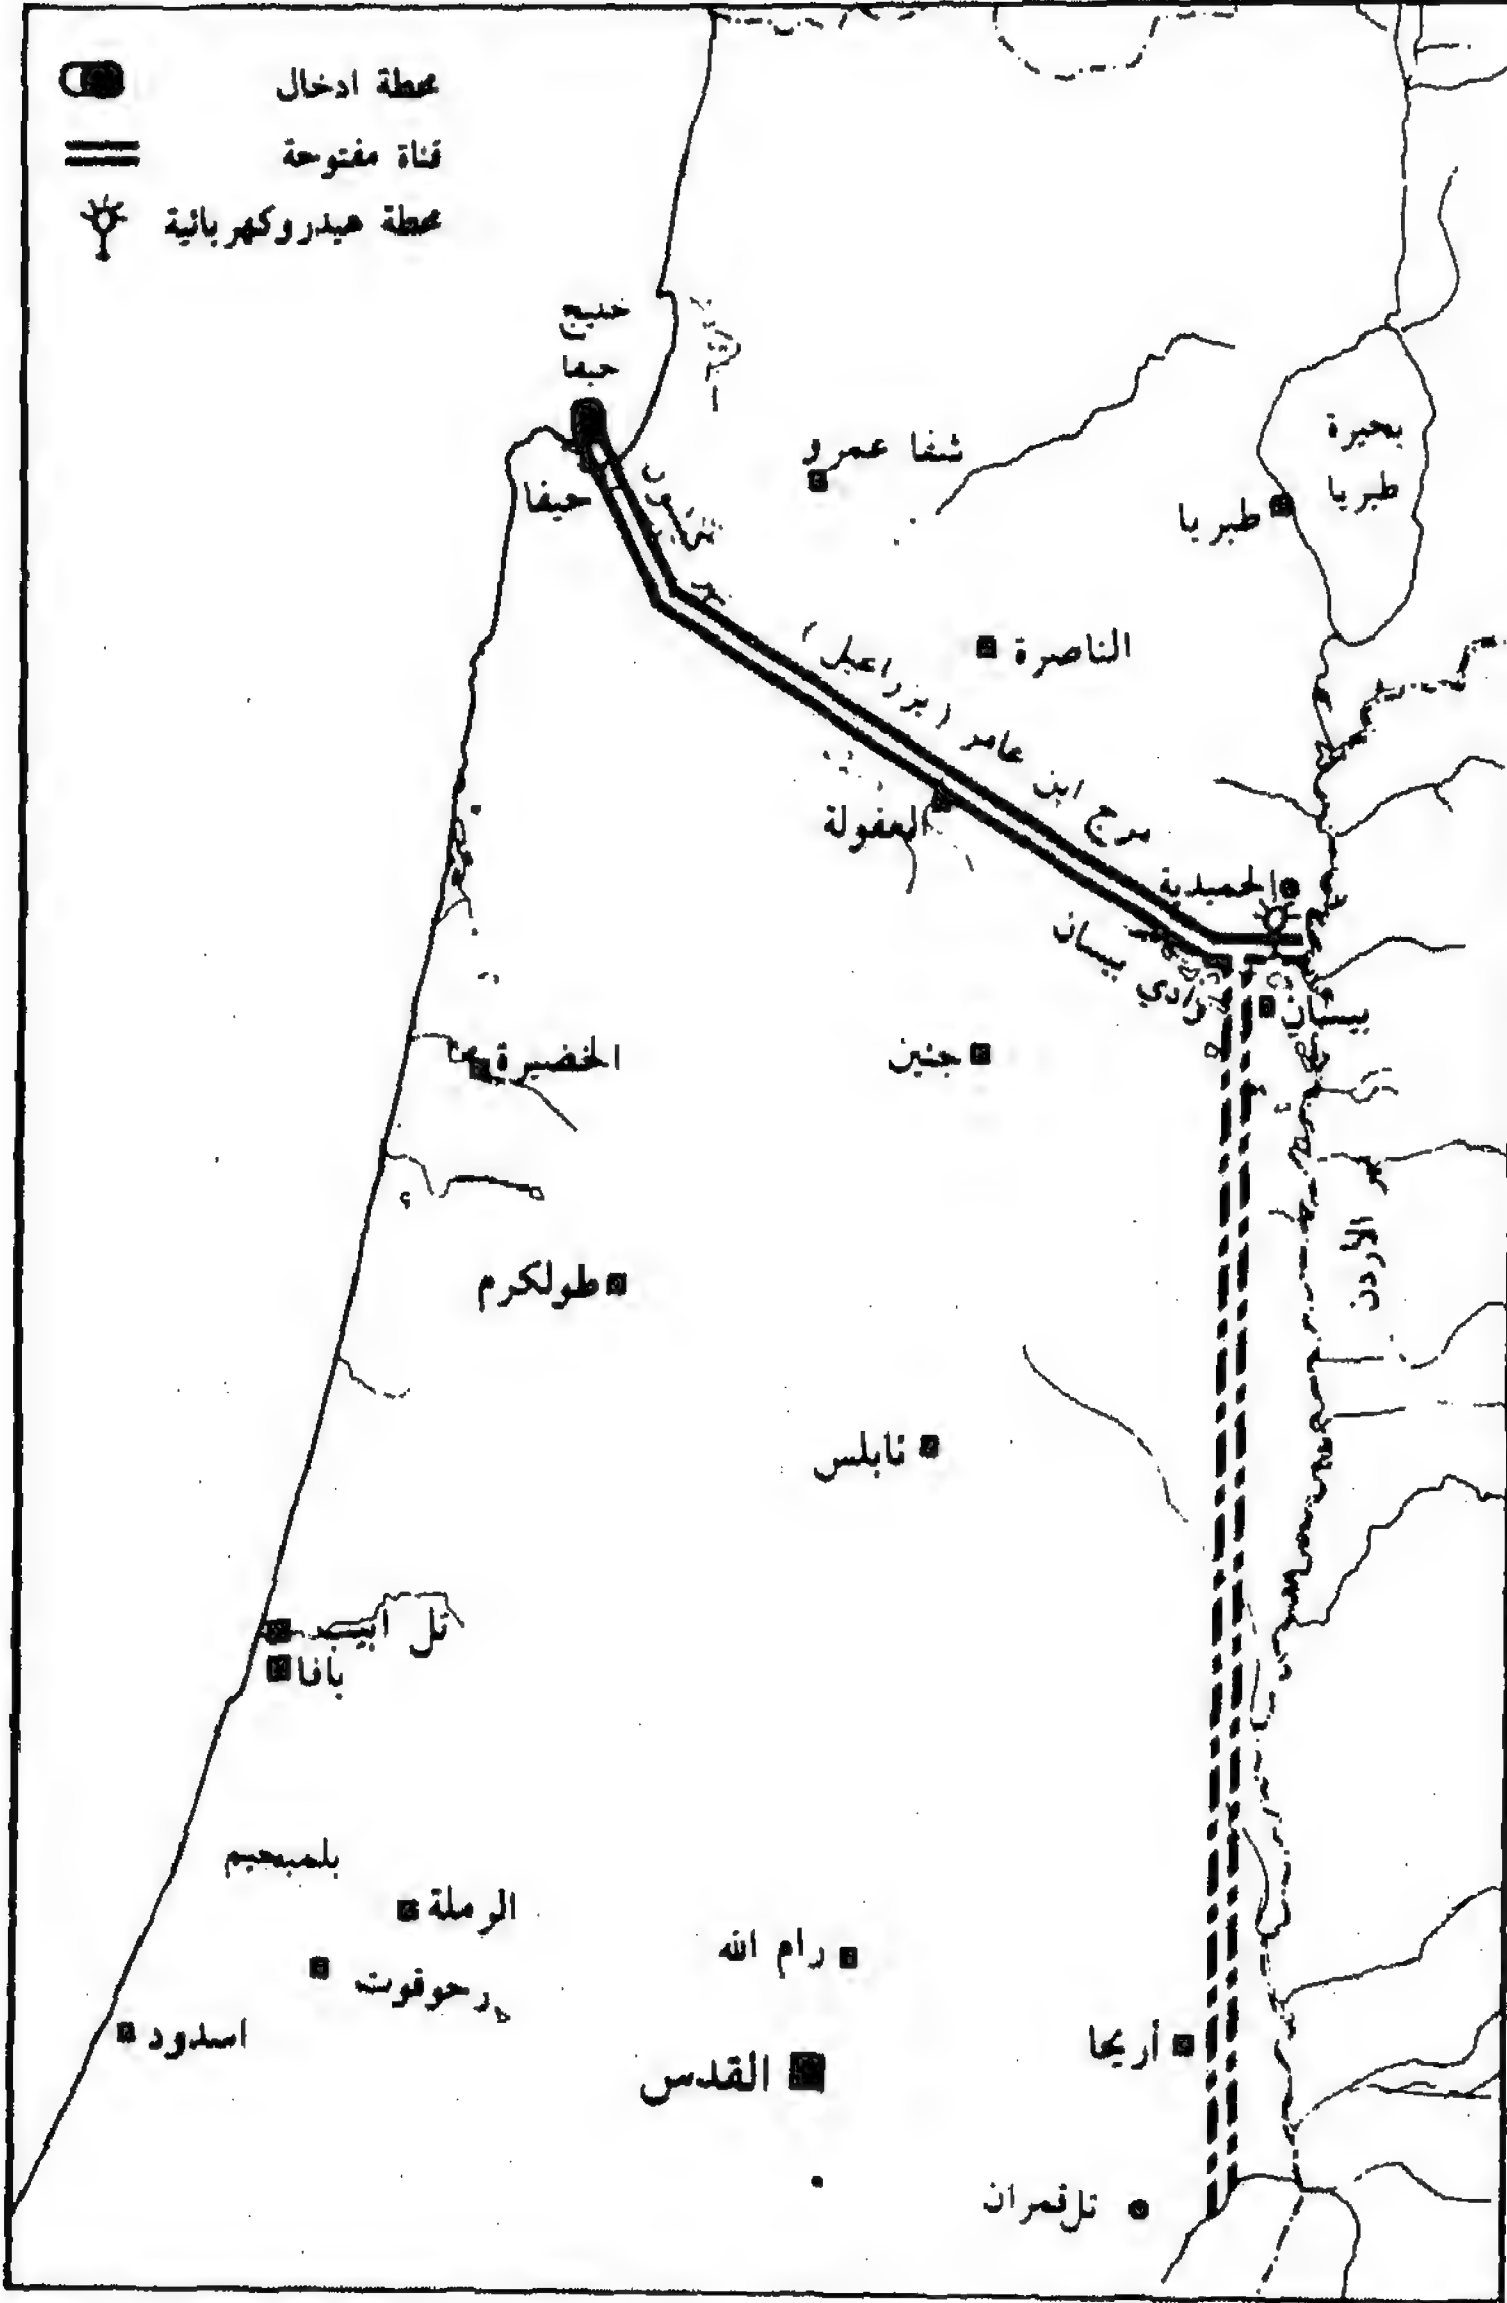 محطة ادخال
قناة مفتوحة
محطة هيدروكهربائية
خليج
حيفا
حيفا
شفا عمرو
بحيرة
طبريا
طبريا
الناصرة
مرج ابن عامر (يزراعيل)
العفولة
الحميدية
وادي بيسان
بيسان
الخضيرة
جنين
نهر الأردن
طولكرم
نابلس
تل ابيب
يافا
الرملة
رحوفوت
رام الله
اسدود
القدس
أريحا
تل قمران